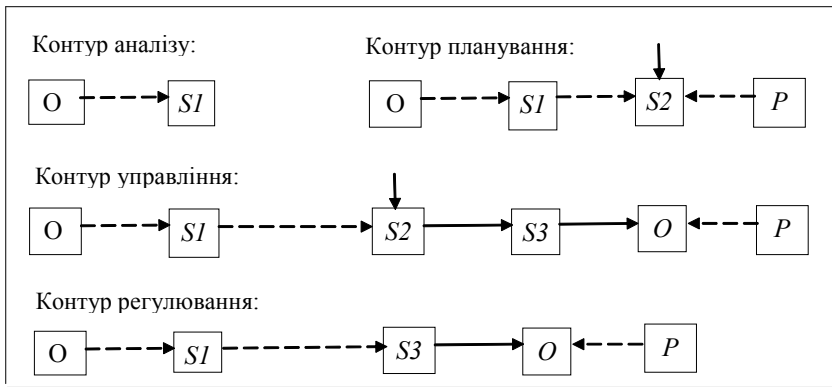 Контур аналізу:
Контур планування:
О S1
О S1 S2 P
Контур управління:
О S1 S2 S3 O P
Контур регулювання:
О S1 S3 O P